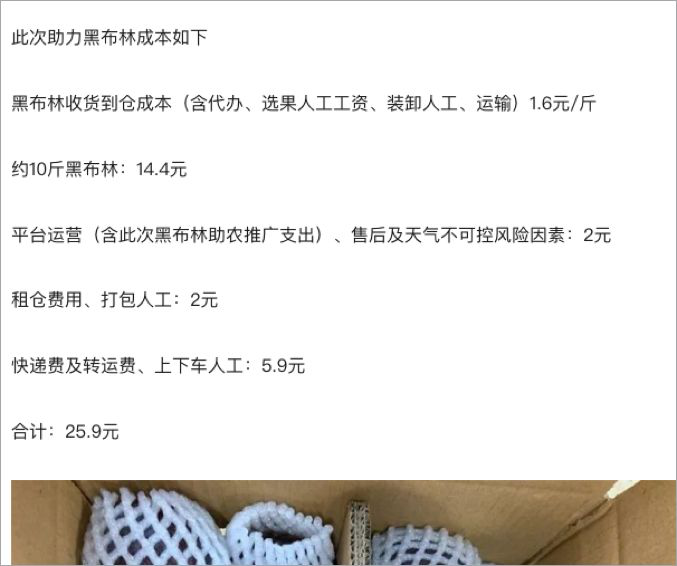 此次助力黑布林成本如下
黑布林收货到仓成本（含代办、选果人工工资、装卸人工、运输）1.6元/斤
约10斤黑布林：14.4元
平台运营（含此次黑布林助农推广支出）、售后及天气不可控风险因素：2元
租仓费用、打包人工：2元
快递费及转运费、上下车人工：5.9元
合计：25.9元